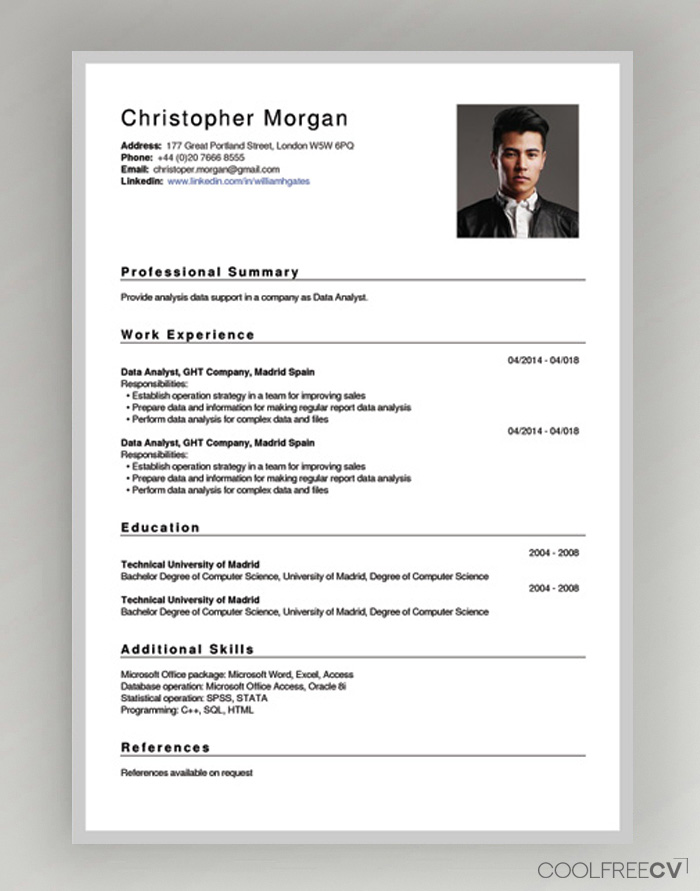 Christopher Morgan
Address: 177 Great Portland Street, London W5W 6PQ
Phone: +44 (0)20 7666 8555
Email: christoper.morgan@gmail.com
Linkedin: www.linkedin.com/in/williamhgates
Professional Summary
Provide analysis data support in a company as Data Analyst.
Work Experience
04/2014 - 04/018
Data Analyst, GHT Company, Madrid Spain
Responsibilities:
• Establish operation strategy in a team for improving sales
• Prepare data and information for making regular report data analysis
• Perform data analysis for complex data and files
04/2014 - 04/018
Data Analyst, GHT Company, Madrid Spain
Responsibilities:
• Establish operation strategy in a team for improving sales
• Prepare data and information for making regular report data analysis
• Perform data analysis for complex data and files
Education
2004 - 2008
Technical University of Madrid
Bachelor Degree of Computer Science, University of Madrid, Degree of Computer Science
2004 - 2008
Technical University of Madrid
Bachelor Degree of Computer Science, University of Madrid, Degree of Computer Science
Additional Skills
Microsoft Office package: Microsoft Word, Excel, Access
Database operation: Microsoft Office Access, Oracle 8i
Statistical operation: SPSS, STATA
Programming: C++, SQL, HTML
References
References available on request
COOLFREECV